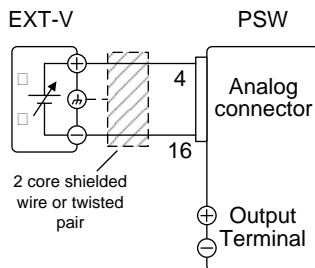 EXT-V
PSW
4
Analog
connector
16
2 core shielded
wire or twisted
pair
Output
Terminal